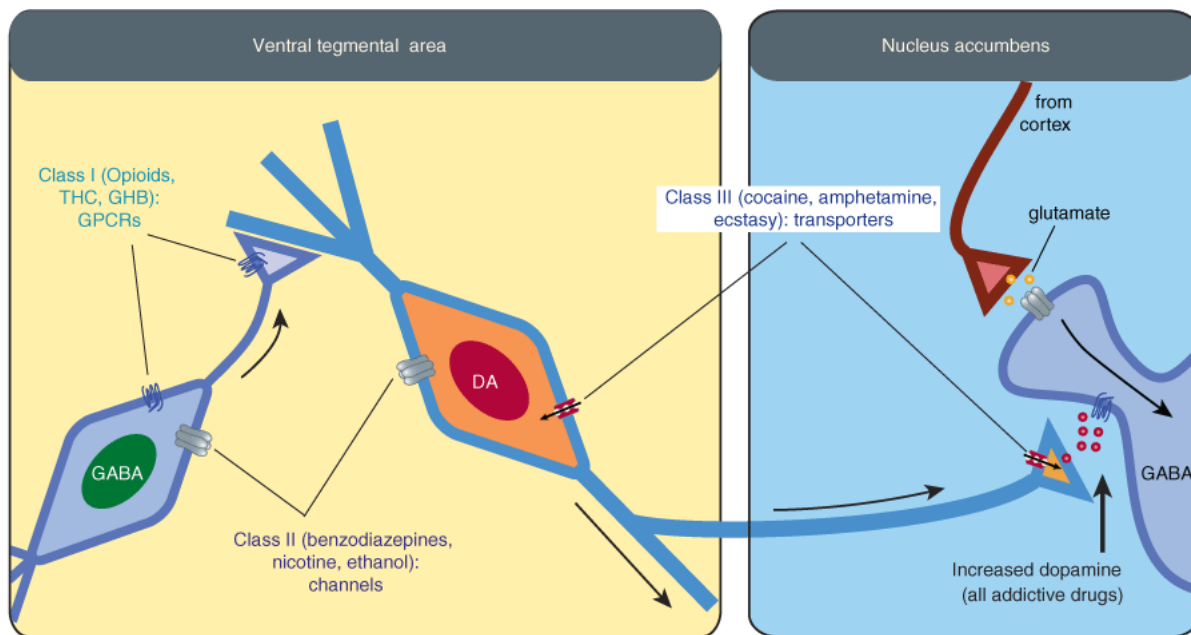 Ventral tegmental area
Nucleus accumbens
from
cortex
Class I (Opioids,
THC, GHB):
GPCRs
Class III (cocaine, amphetamine,
ecstasy): transporters
glutamate
DA
GABA
GABA
Class II (benzodiazepines,
nicotine, ethanol):
channels
Increased dopamine
(all addictive drugs)